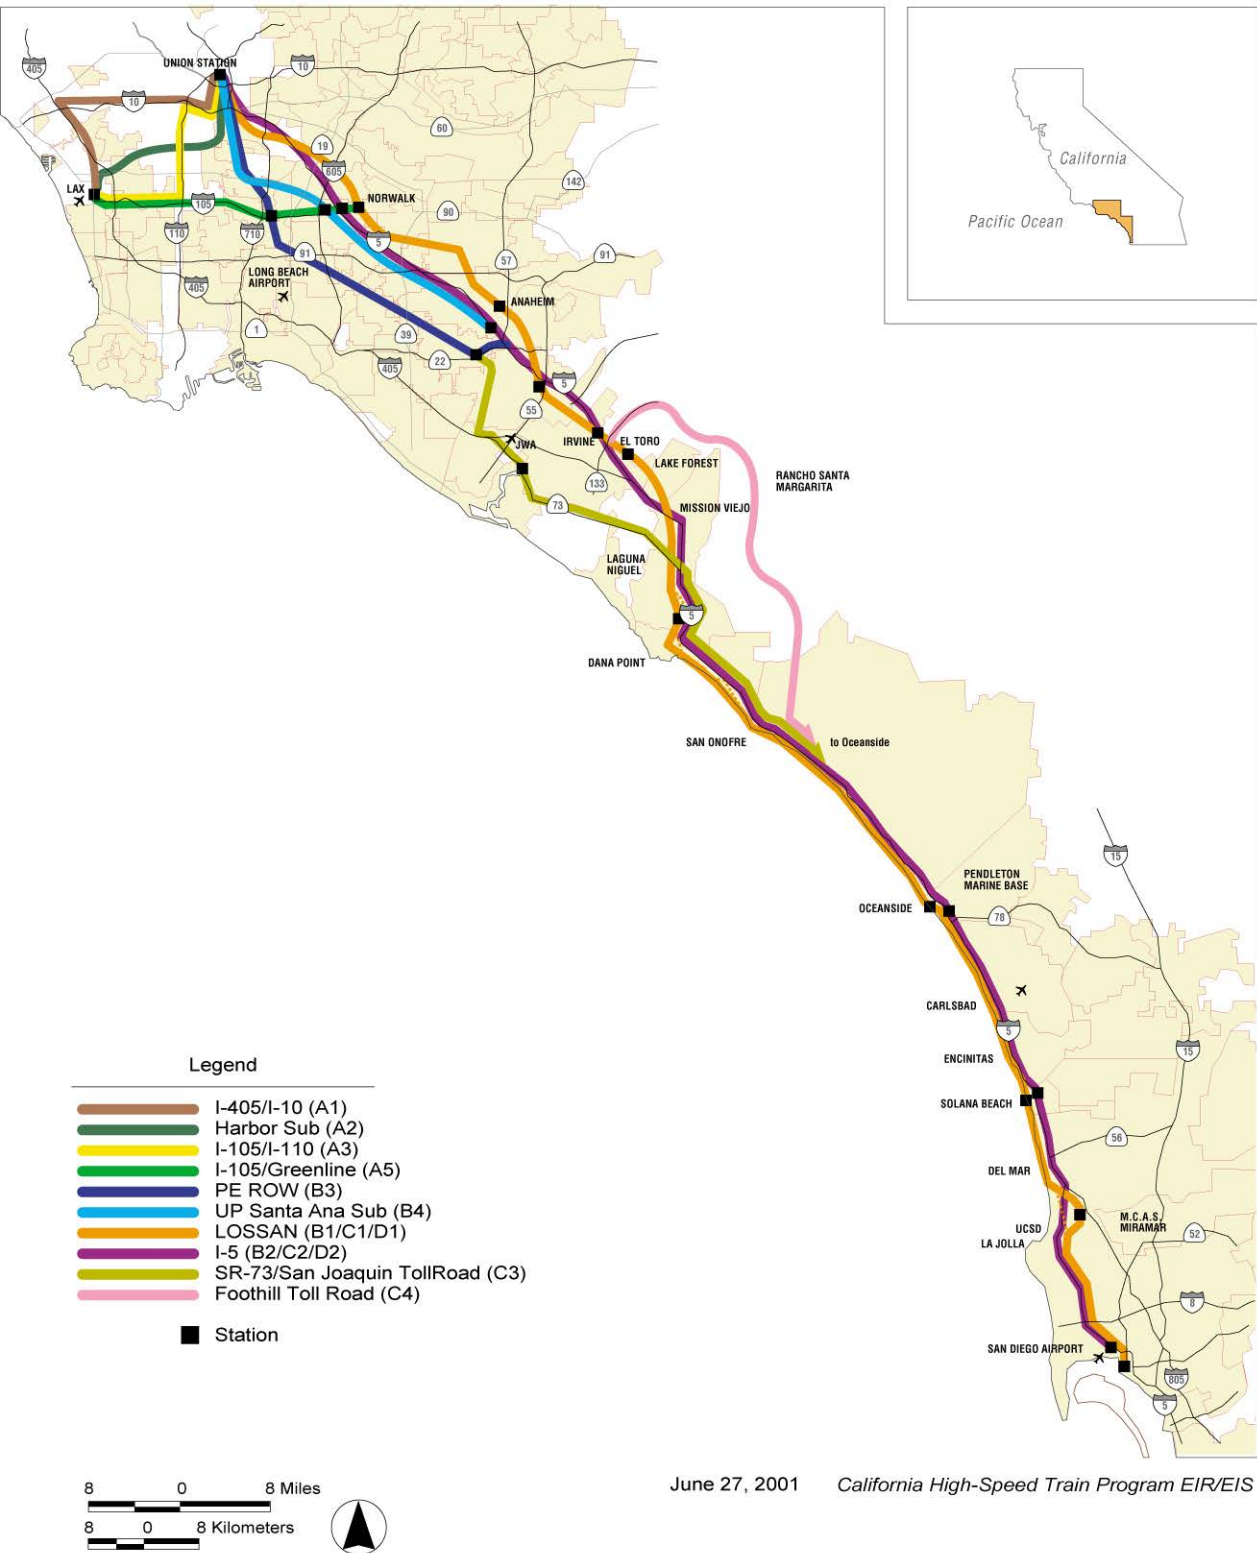 UNION STATION
405
10
10
60
19
605
142
LAX
105
NORWALK
90
110
710
5
91
57
91
LONG BEACH
AIRPORT
405
ANAHEIM
1
39
22
405
5
55
JWA
IRVINE
EL TORO
LAKE FOREST
133
RANCHO SANTA
MARGARITA
73
MISSION VIEJO
LAGUNA
NIGUEL
5
DANA POINT
SAN ONOFRE
to Oceanside
15
PENDLETON
MARINE BASE
OCEANSIDE
78
CARLSBAD
5
15
ENCINITAS
SOLANA BEACH
56
DEL MAR
M.C.A.S.
MIRAMAR
UCSD
LA JOLLA
52
8
SAN DIEGO AIRPORT
805
5
California
Pacific Ocean
Legend
I-405/I-10 (A1)
Harbor Sub (A2)
I-105/I-110 (A3)
I-105/Greenline (A5)
PE ROW (B3)
UP Santa Ana Sub (B4)
LOSSAN (B1/C1/D1)
I-5 (B2/C2/D2)
SR-73/San Joaquin TollRoad (C3)
Foothill Toll Road (C4)
Station
8 0 8 Miles
8 0 8 Kilometers
June 27, 2001 California High-Speed Train Program EIR/EIS